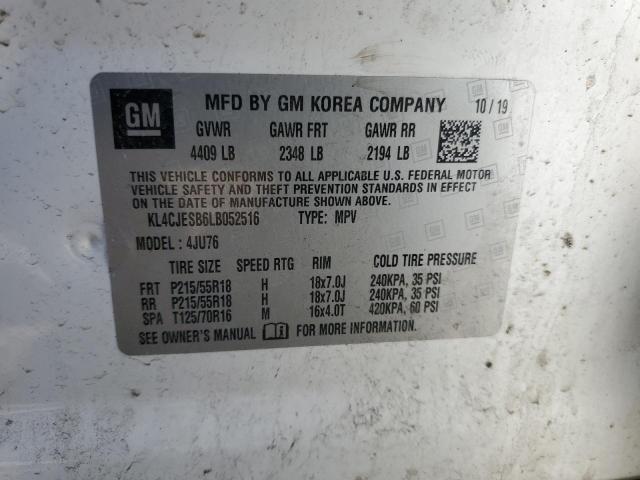 GM MFD BY GM KOREA COMPANY 10/19
GVWR GAWR FRT GAWR RR
4409 LB 2348 LB 2194 LB
THIS VEHICLE CONFORMS TO ALL APPLICABLE U.S. FEDERAL MOTOR
VEHICLE SAFETY AND THEFT PREVENTION STANDARDS IN EFFECT
ON THE DATE OF MANUFACTURE SHOWN ABOVE.
KL4CJESB6LB052516 TYPE: MPV
MODEL: 4JU76
TIRE SIZE SPEED RTG RIM COLD TIRE PRESSURE
FRT P215/55R18 H 18x7.0J 240KPA, 35 PSI
RR P215/55R18 H 18x7.0J 240KPA, 35 PSI
SPA T125/70R16 M 16x4.0T 420KPA, 60 PSI
SEE OWNER'S MANUAL FOR MORE INFORMATION.